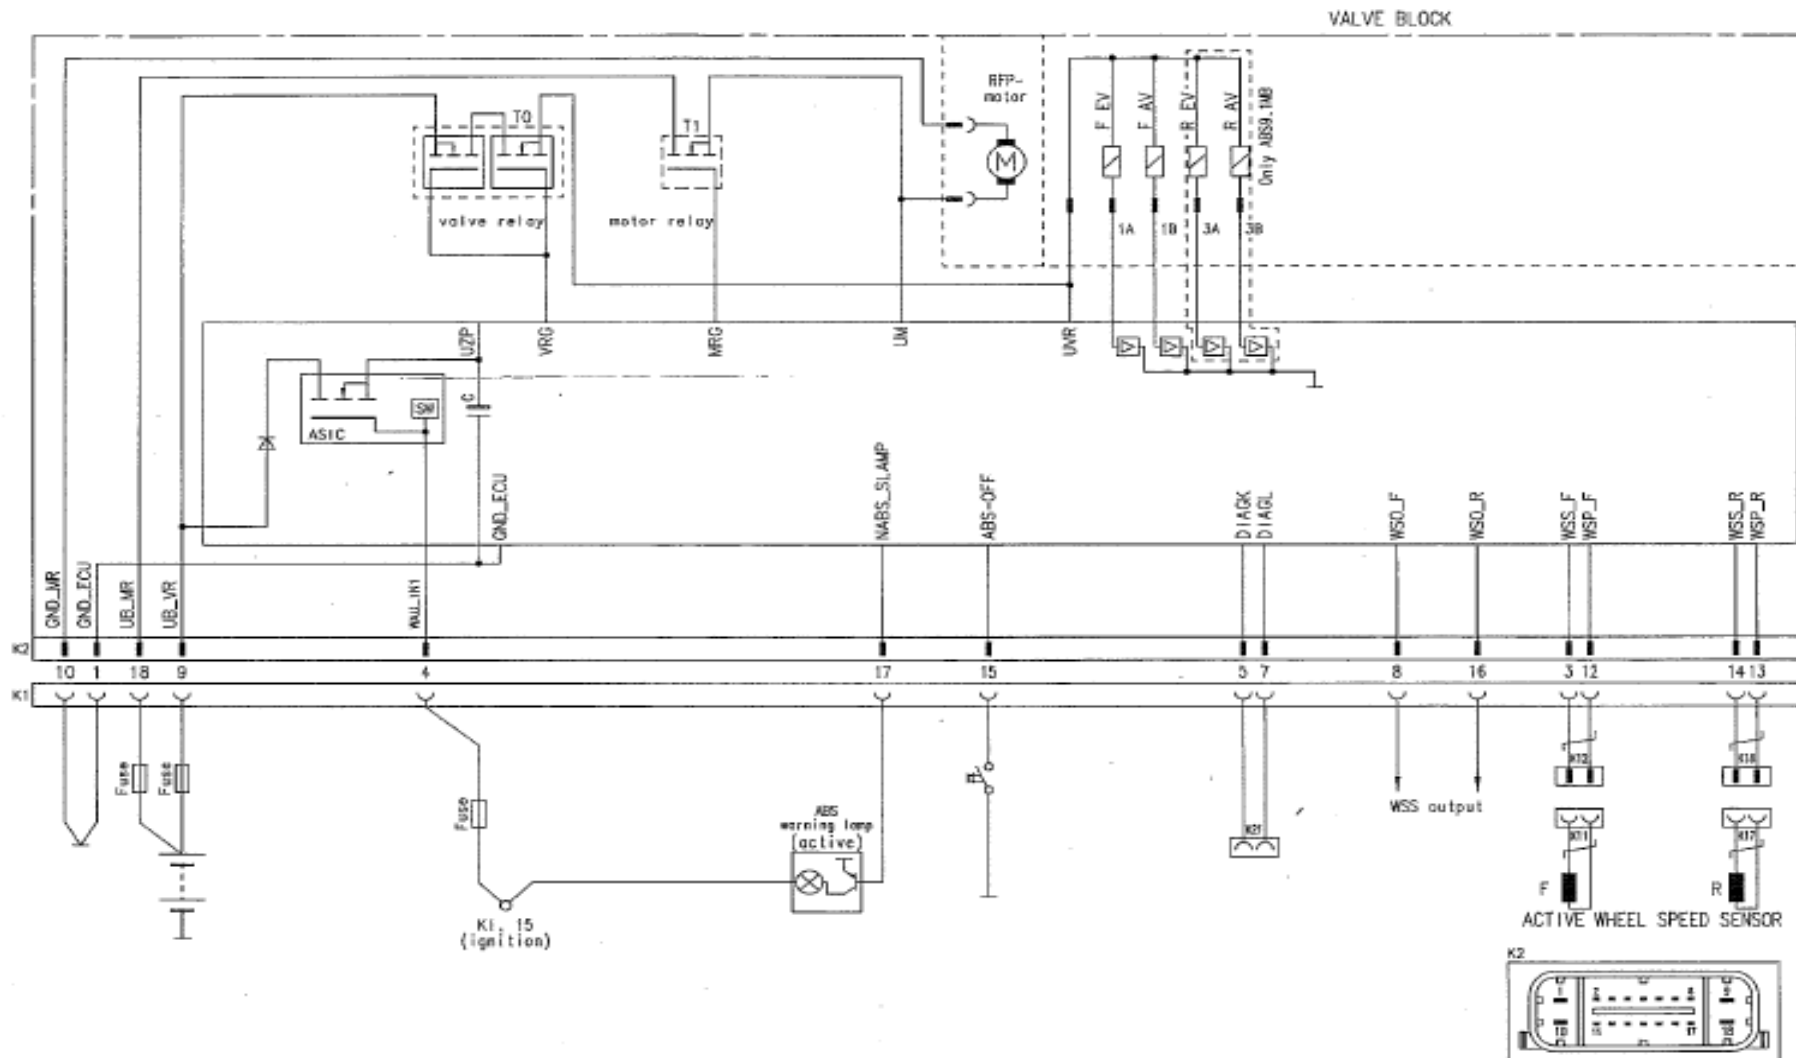 VALVE BLOCK
RFP-
motor
M
F EV
F AV
R EV
R AV
Only ABS9.1MB
T0
T1
valve relay
motor relay
1A
1B
3A
3B
UZP
VRG
MRG
UM
UVR
SW
ASIC
C
GND_ECU
NABS_SLAMP
ABS-OFF
DIAGK
DIAGL
WSO_F
WSO_R
WSS_F
WSP_F
WSS_R
WSP_R
GND_MR
GND_ECU
UB_MR
UB_VR
WAU_IN1
K2
10 1 18 9 4 17 15 5 7 8 16 3 12 14 13
K1
Fuse
Fuse
Fuse
ABS
warning lamp
(active)
Kl. 15
(ignition)
WSS output
K18
K11
K17
F
R
ACTIVE WHEEL SPEED SENSOR
K2